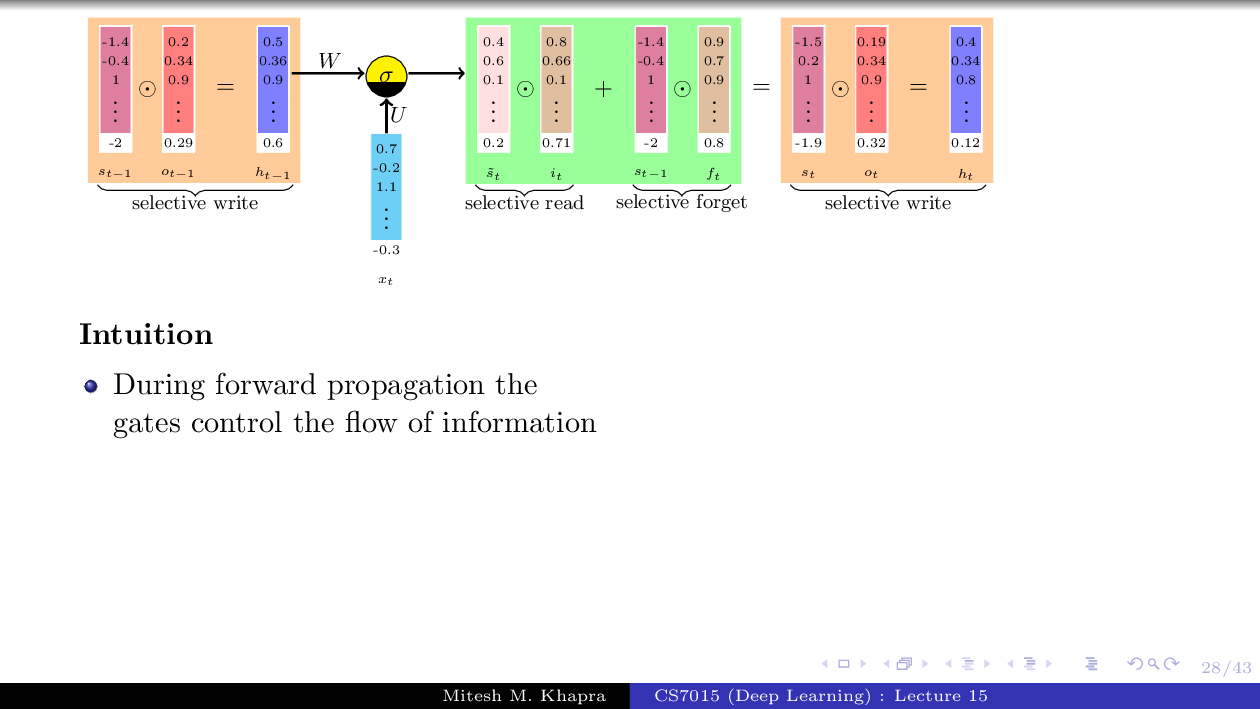 -1.4 0.2 0.5 0.4 0.8 -1.4 0.9 -1.5 0.19 0.4
-0.4 0.34 0.36 W 0.6 0.66 -0.4 0.7 0.2 0.34 0.34
1 ⊙ 0.9 = 0.9 σ 0.1 ⊙ 0.1 + 1 ⊙ 0.9 = 1 ⊙ 0.9 = 0.8
⋮ ⋮ ⋮ U ⋮ ⋮ ⋮ ⋮ ⋮ ⋮ ⋮
-2 0.29 0.6 0.7 0.2 0.71 -2 0.8 -1.9 0.32 0.12
-0.2
s_{t−1} o_{t−1} h_{t−1} s̃_t i_t s_{t−1} f_t s_t o_t h_t
1.1
selective write selective read selective forget selective write
⋮
-0.3
x_t
Intuition
During forward propagation the
gates control the flow of information
28/43
Mitesh M. Khapra CS7015 (Deep Learning) : Lecture 15